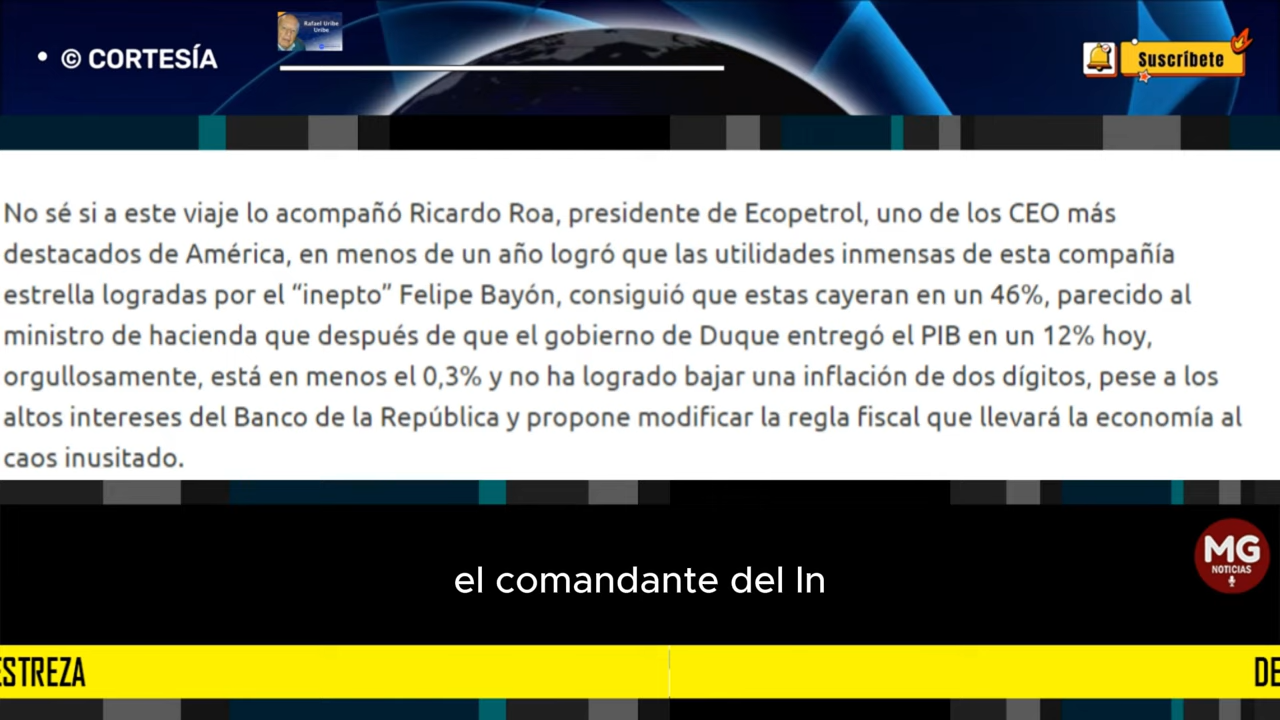 • © CORTESÍA
Rafael Uribe
Uribe
Suscríbete
No sé si a este viaje lo acompañó Ricardo Roa, presidente de Ecopetrol, uno de los CEO más
destacados de América, en menos de un año logró que las utilidades inmensas de esta compañía
estrella logradas por el “inepto” Felipe Bayón, consiguió que estas cayeran en un 46%, parecido al
ministro de hacienda que después de que el gobierno de Duque entregó el PIB en un 12% hoy,
orgullosamente, está en menos el 0,3% y no ha logrado bajar una inflación de dos dígitos, pese a los
altos intereses del Banco de la República y propone modificar la regla fiscal que llevará la economía al
caos inusitado.
MG
NOTICIAS
el comandante del ln
ESTREZA
DE